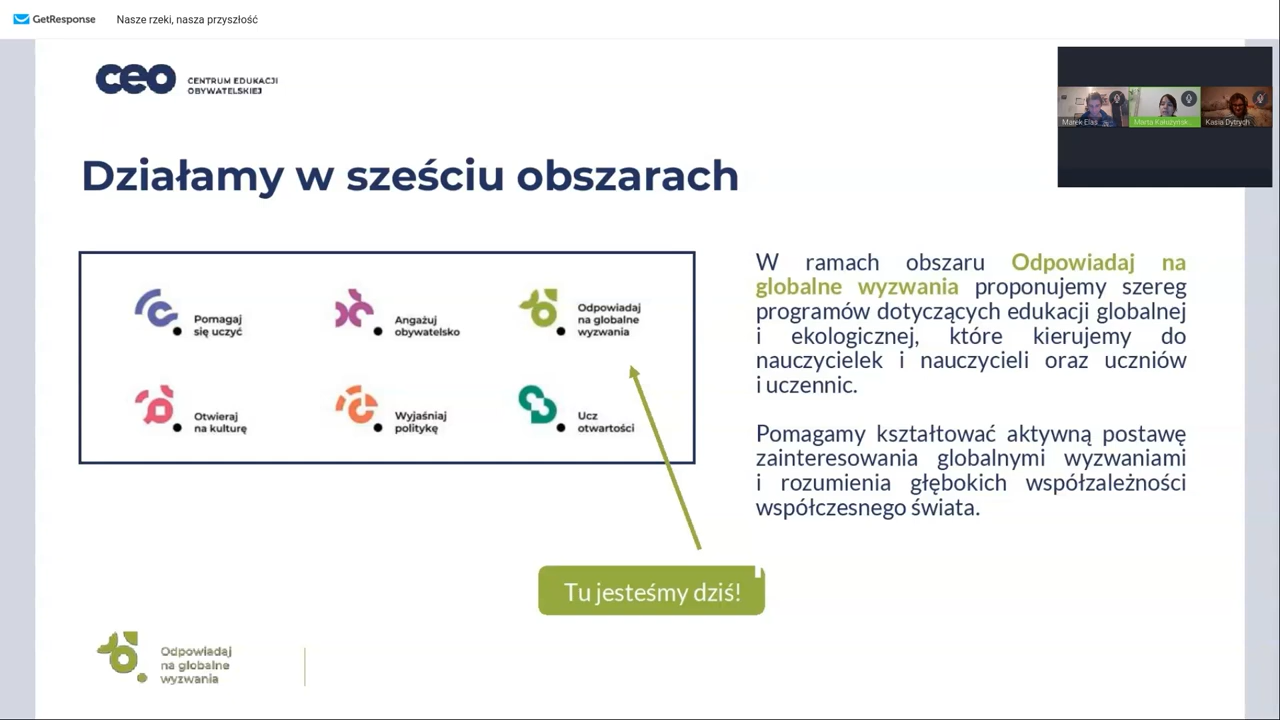 GetResponse
Nasze rzeki, nasza przyszłość
ceo
CENTRUM EDUKACJI
OBYWATELSKIEJ
Marek Elas
Marta Kałużyńsk...
Kasia Dytrych
Działamy w sześciu obszarach
Pomagaj
się uczyć
Angażuj
obywatelsko
Odpowiadaj
na globalne
wyzwania
Otwieraj
na kulturę
Wyjaśniaj
politykę
Ucz
otwartości
W ramach obszaru Odpowiadaj na
globalne wyzwania proponujemy szereg
programów dotyczących edukacji globalnej
i ekologicznej, które kierujemy do
nauczycielek i nauczycieli oraz uczniów
i uczennic.
Pomagamy kształtować aktywną postawę
zainteresowania globalnymi wyzwaniami
i rozumienia głębokich współzależności
współczesnego świata.
Tu jesteśmy dziś!
Odpowiadaj
na globalne
wyzwania